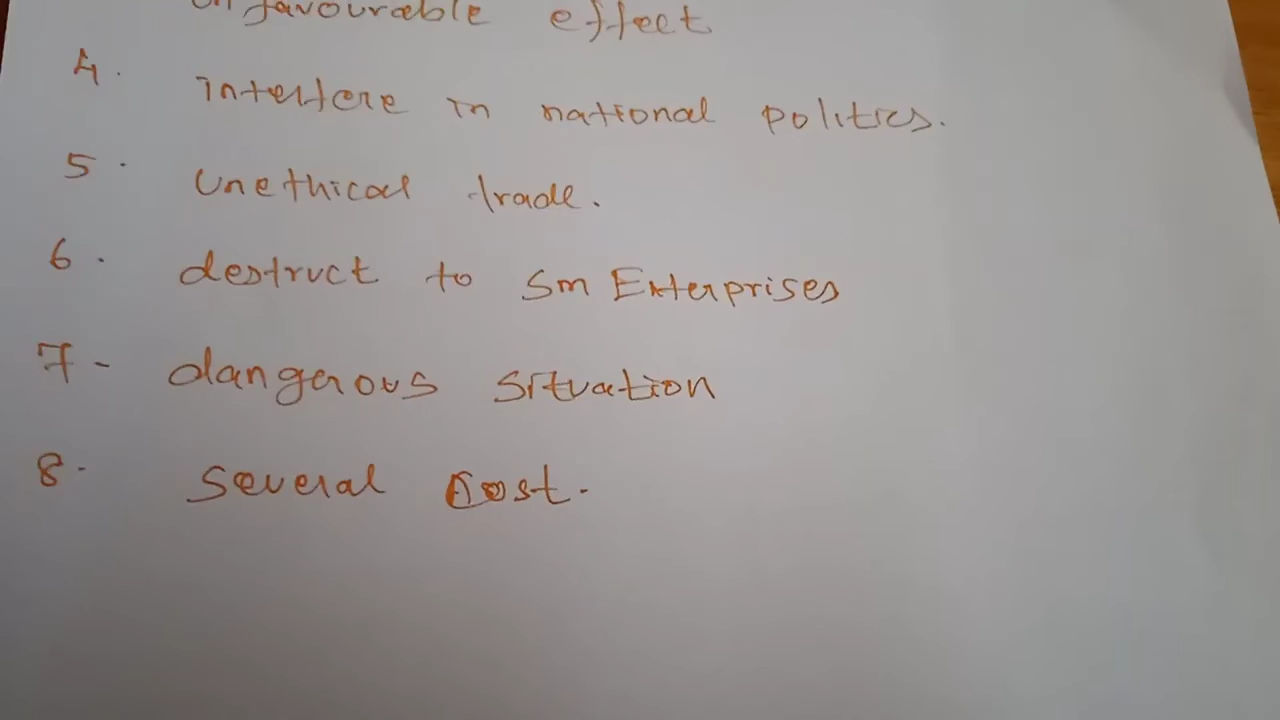 unfavourable effect
4. interfere in national politics.
5. unethical trade.
6. destruct to Sm Enterprises
7- dangerous situation
8. several cost.